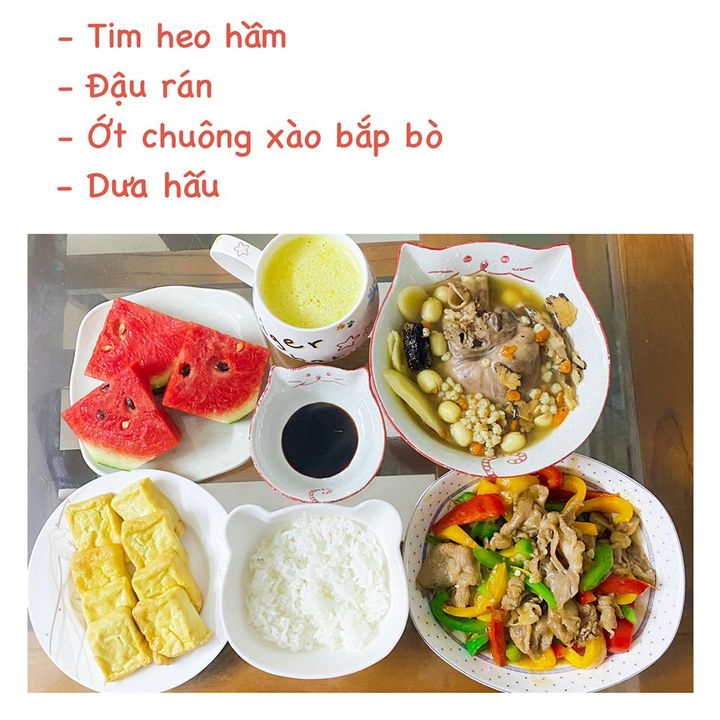 - Tim heo hầm
- Đậu rán
- Ớt chuông xào bắp bò
- Dưa hấu